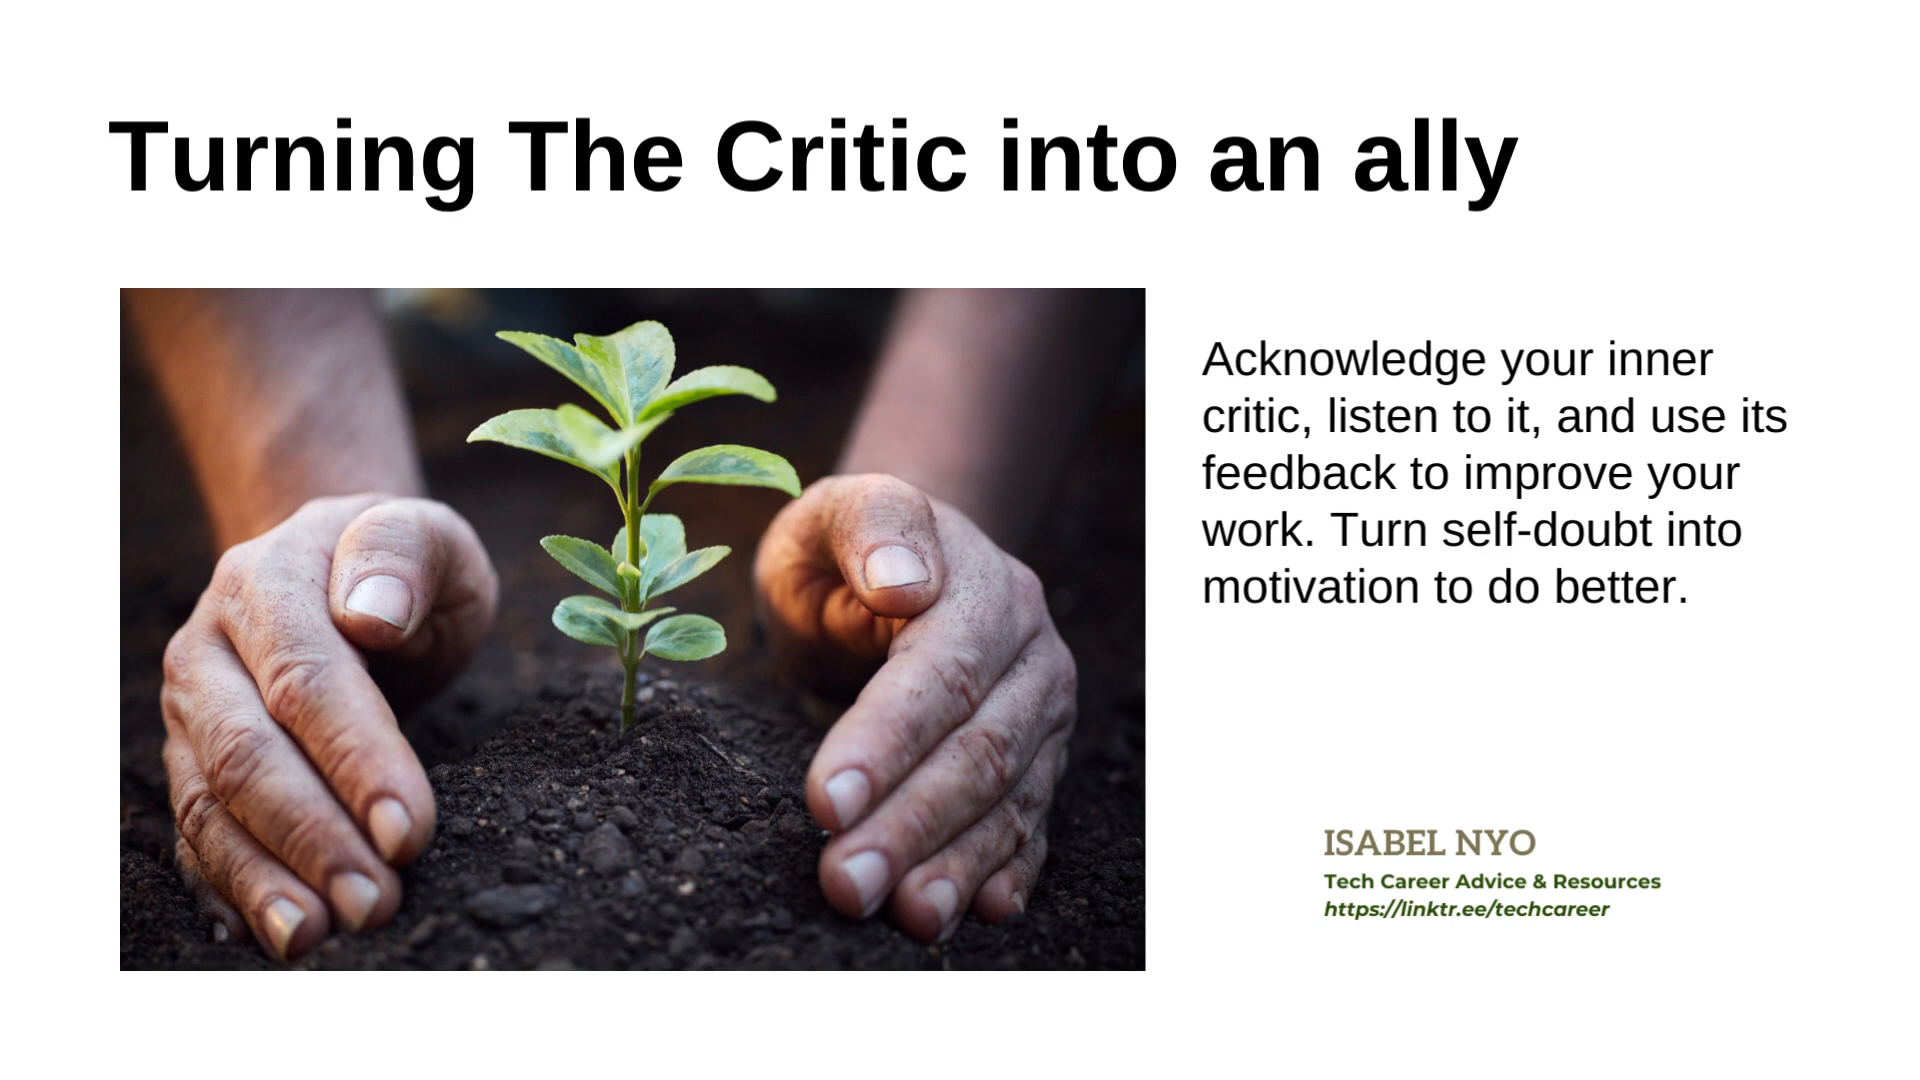 Turning The Critic into an ally
Acknowledge your inner
critic, listen to it, and use its
feedback to improve your
work. Turn self-doubt into
motivation to do better.
ISABEL NYO
Tech Career Advice & Resources
https://linktr.ee/techcareer